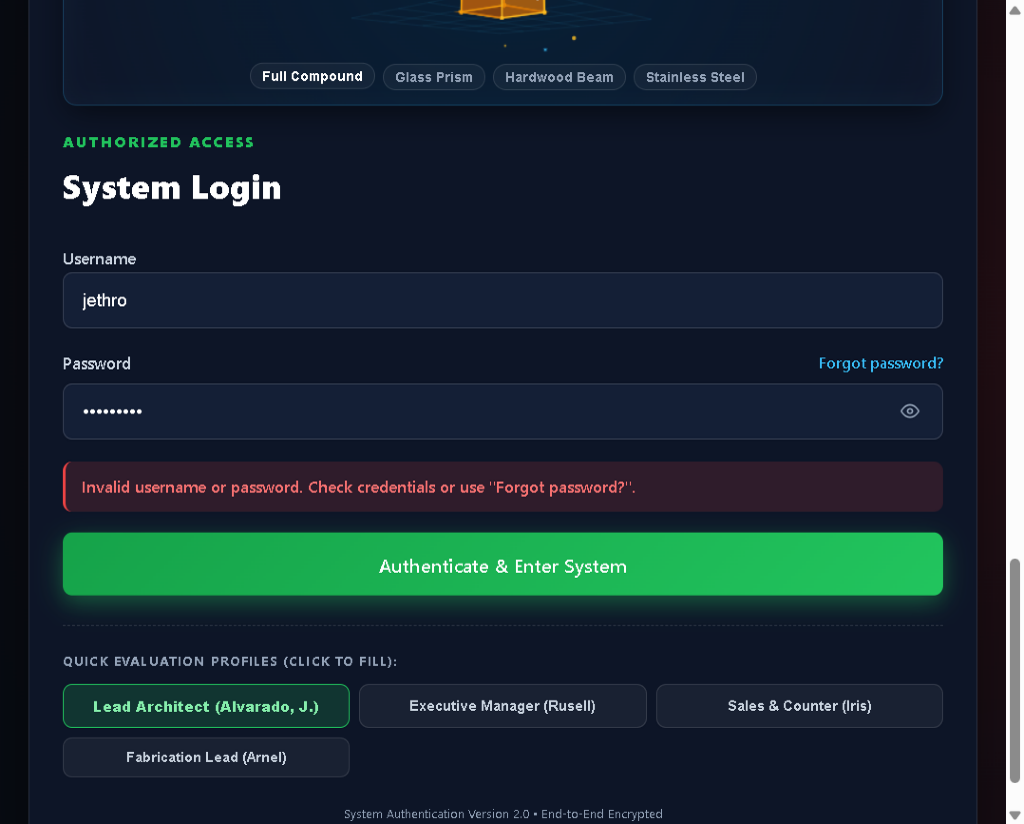 Full Compound Glass Prism Hardwood Beam Stainless Steel
AUTHORIZED ACCESS
System Login
Username
jethro
Password Forgot password?
•••••••••
Invalid username or password. Check credentials or use "Forgot password?".
Authenticate & Enter System
QUICK EVALUATION PROFILES (CLICK TO FILL):
Lead Architect (Alvarado, J.) Executive Manager (Rusell) Sales & Counter (Iris)
Fabrication Lead (Arnel)
System Authentication Version 2.0 • End-to-End Encrypted